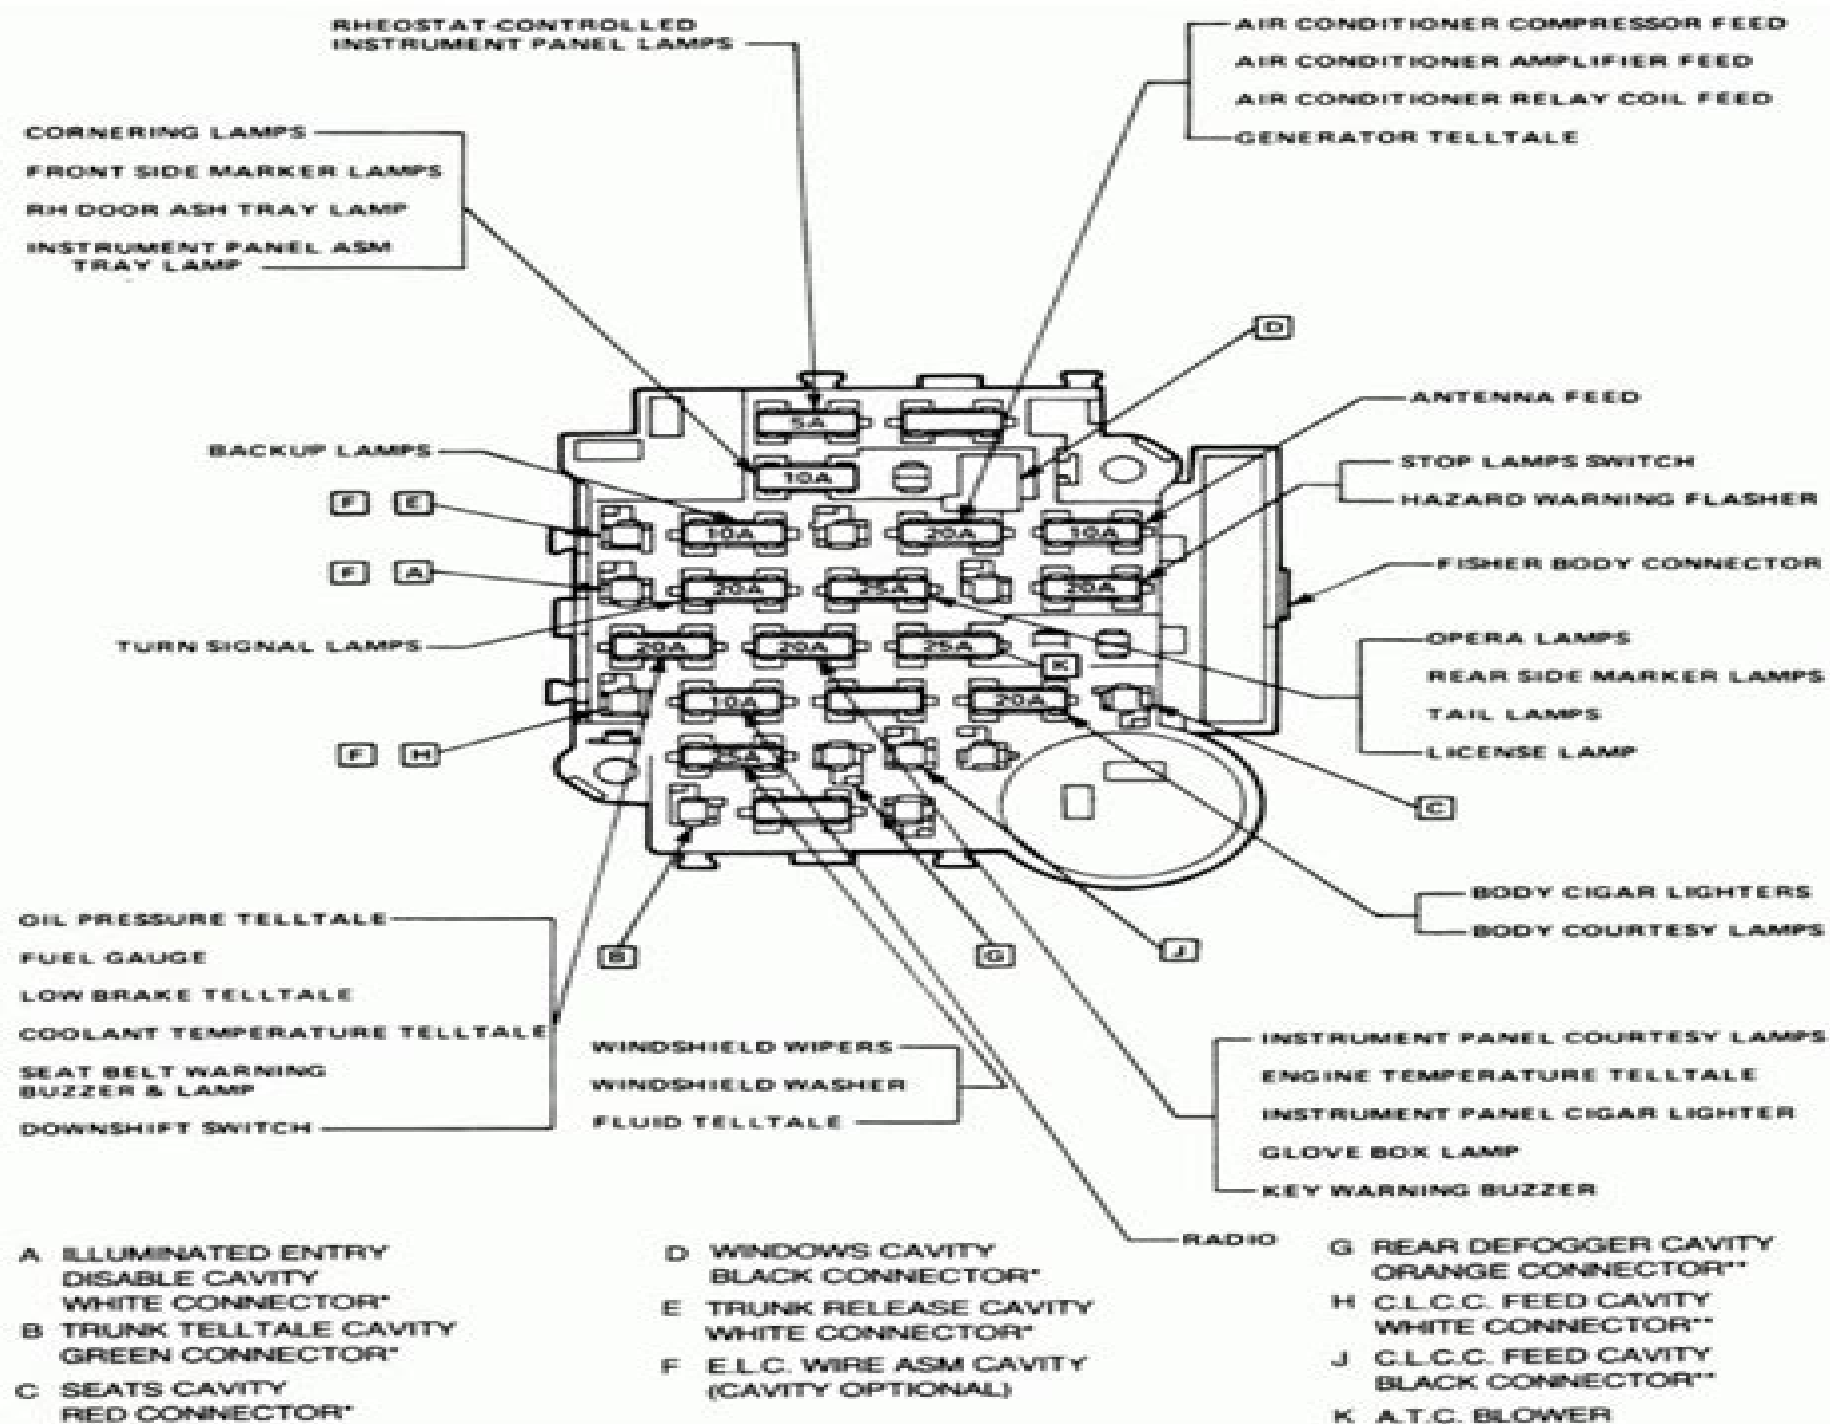 RHEOSTAT-CONTROLLED
INSTRUMENT PANEL LAMPS
AIR CONDITIONER COMPRESSOR FEED
AIR CONDITIONER AMPLIFIER FEED
AIR CONDITIONER RELAY COIL FEED
GENERATOR TELLTALE
CORNERING LAMPS
FRONT SIDE MARKER LAMPS
RH DOOR ASH TRAY LAMP
INSTRUMENT PANEL ASM
TRAY LAMP
D
ANTENNA FEED
BACKUP LAMPS
STOP LAMPS SWITCH
HAZARD WARNING FLASHER
F E
F A
FISHER BODY CONNECTOR
TURN SIGNAL LAMPS
OPERA LAMPS
REAR SIDE MARKER LAMPS
TAIL LAMPS
LICENSE LAMP
F H
C
5A
10A
10A
20A
10A
20A
25A
20A
20A
20A
25A
K
10A
20A
25A
BODY CIGAR LIGHTERS
BODY COURTESY LAMPS
B
G
J
OIL PRESSURE TELLTALE
FUEL GAUGE
LOW BRAKE TELLTALE
COOLANT TEMPERATURE TELLTALE
SEAT BELT WARNING
BUZZER & LAMP
DOWNSHIFT SWITCH
WINDSHIELD WIPERS
WINDSHIELD WASHER
FLUID TELLTALE
INSTRUMENT PANEL COURTESY LAMPS
ENGINE TEMPERATURE TELLTALE
INSTRUMENT PANEL CIGAR LIGHTER
GLOVE BOX LAMP
KEY WARNING BUZZER
RADIO
A ILLUMINATED ENTRY
DISABLE CAVITY
WHITE CONNECTOR*
B TRUNK TELLTALE CAVITY
GREEN CONNECTOR*
C SEATS CAVITY
RED CONNECTOR*
D WINDOWS CAVITY
BLACK CONNECTOR*
E TRUNK RELEASE CAVITY
WHITE CONNECTOR*
F E.L.C. WIRE ASM CAVITY
(CAVITY OPTIONAL)
G REAR DEFOGGER CAVITY
ORANGE CONNECTOR**
H C.L.C.C. FEED CAVITY
WHITE CONNECTOR**
J C.L.C.C. FEED CAVITY
BLACK CONNECTOR**
K A.T.C. BLOWER